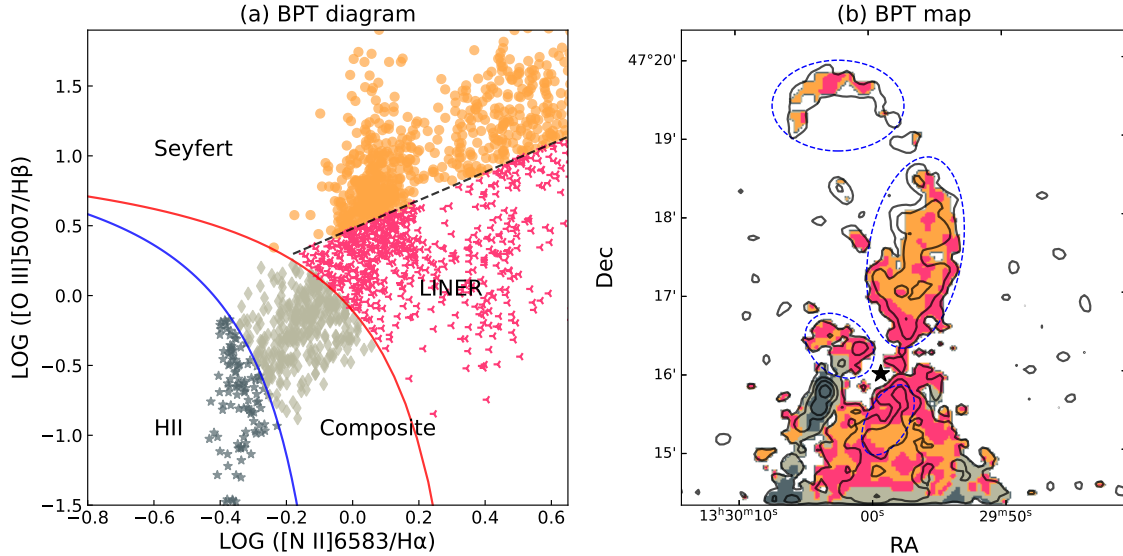 (a) BPT diagram
LOG ([O III]5007/Hβ)
1.5
1.0
0.5
0.0
−0.5
−1.0
−1.5
Seyfert
LINER
HII
Composite
−0.8
−0.6
−0.4
−0.2
0.0
0.2
0.4
0.6
LOG ([N II]6583/Hα)
(b) BPT map
Dec
47°20'
19'
18'
17'
16'
15'
13ʰ30ᵐ10ˢ
00ˢ
29ᵐ50ˢ
RA